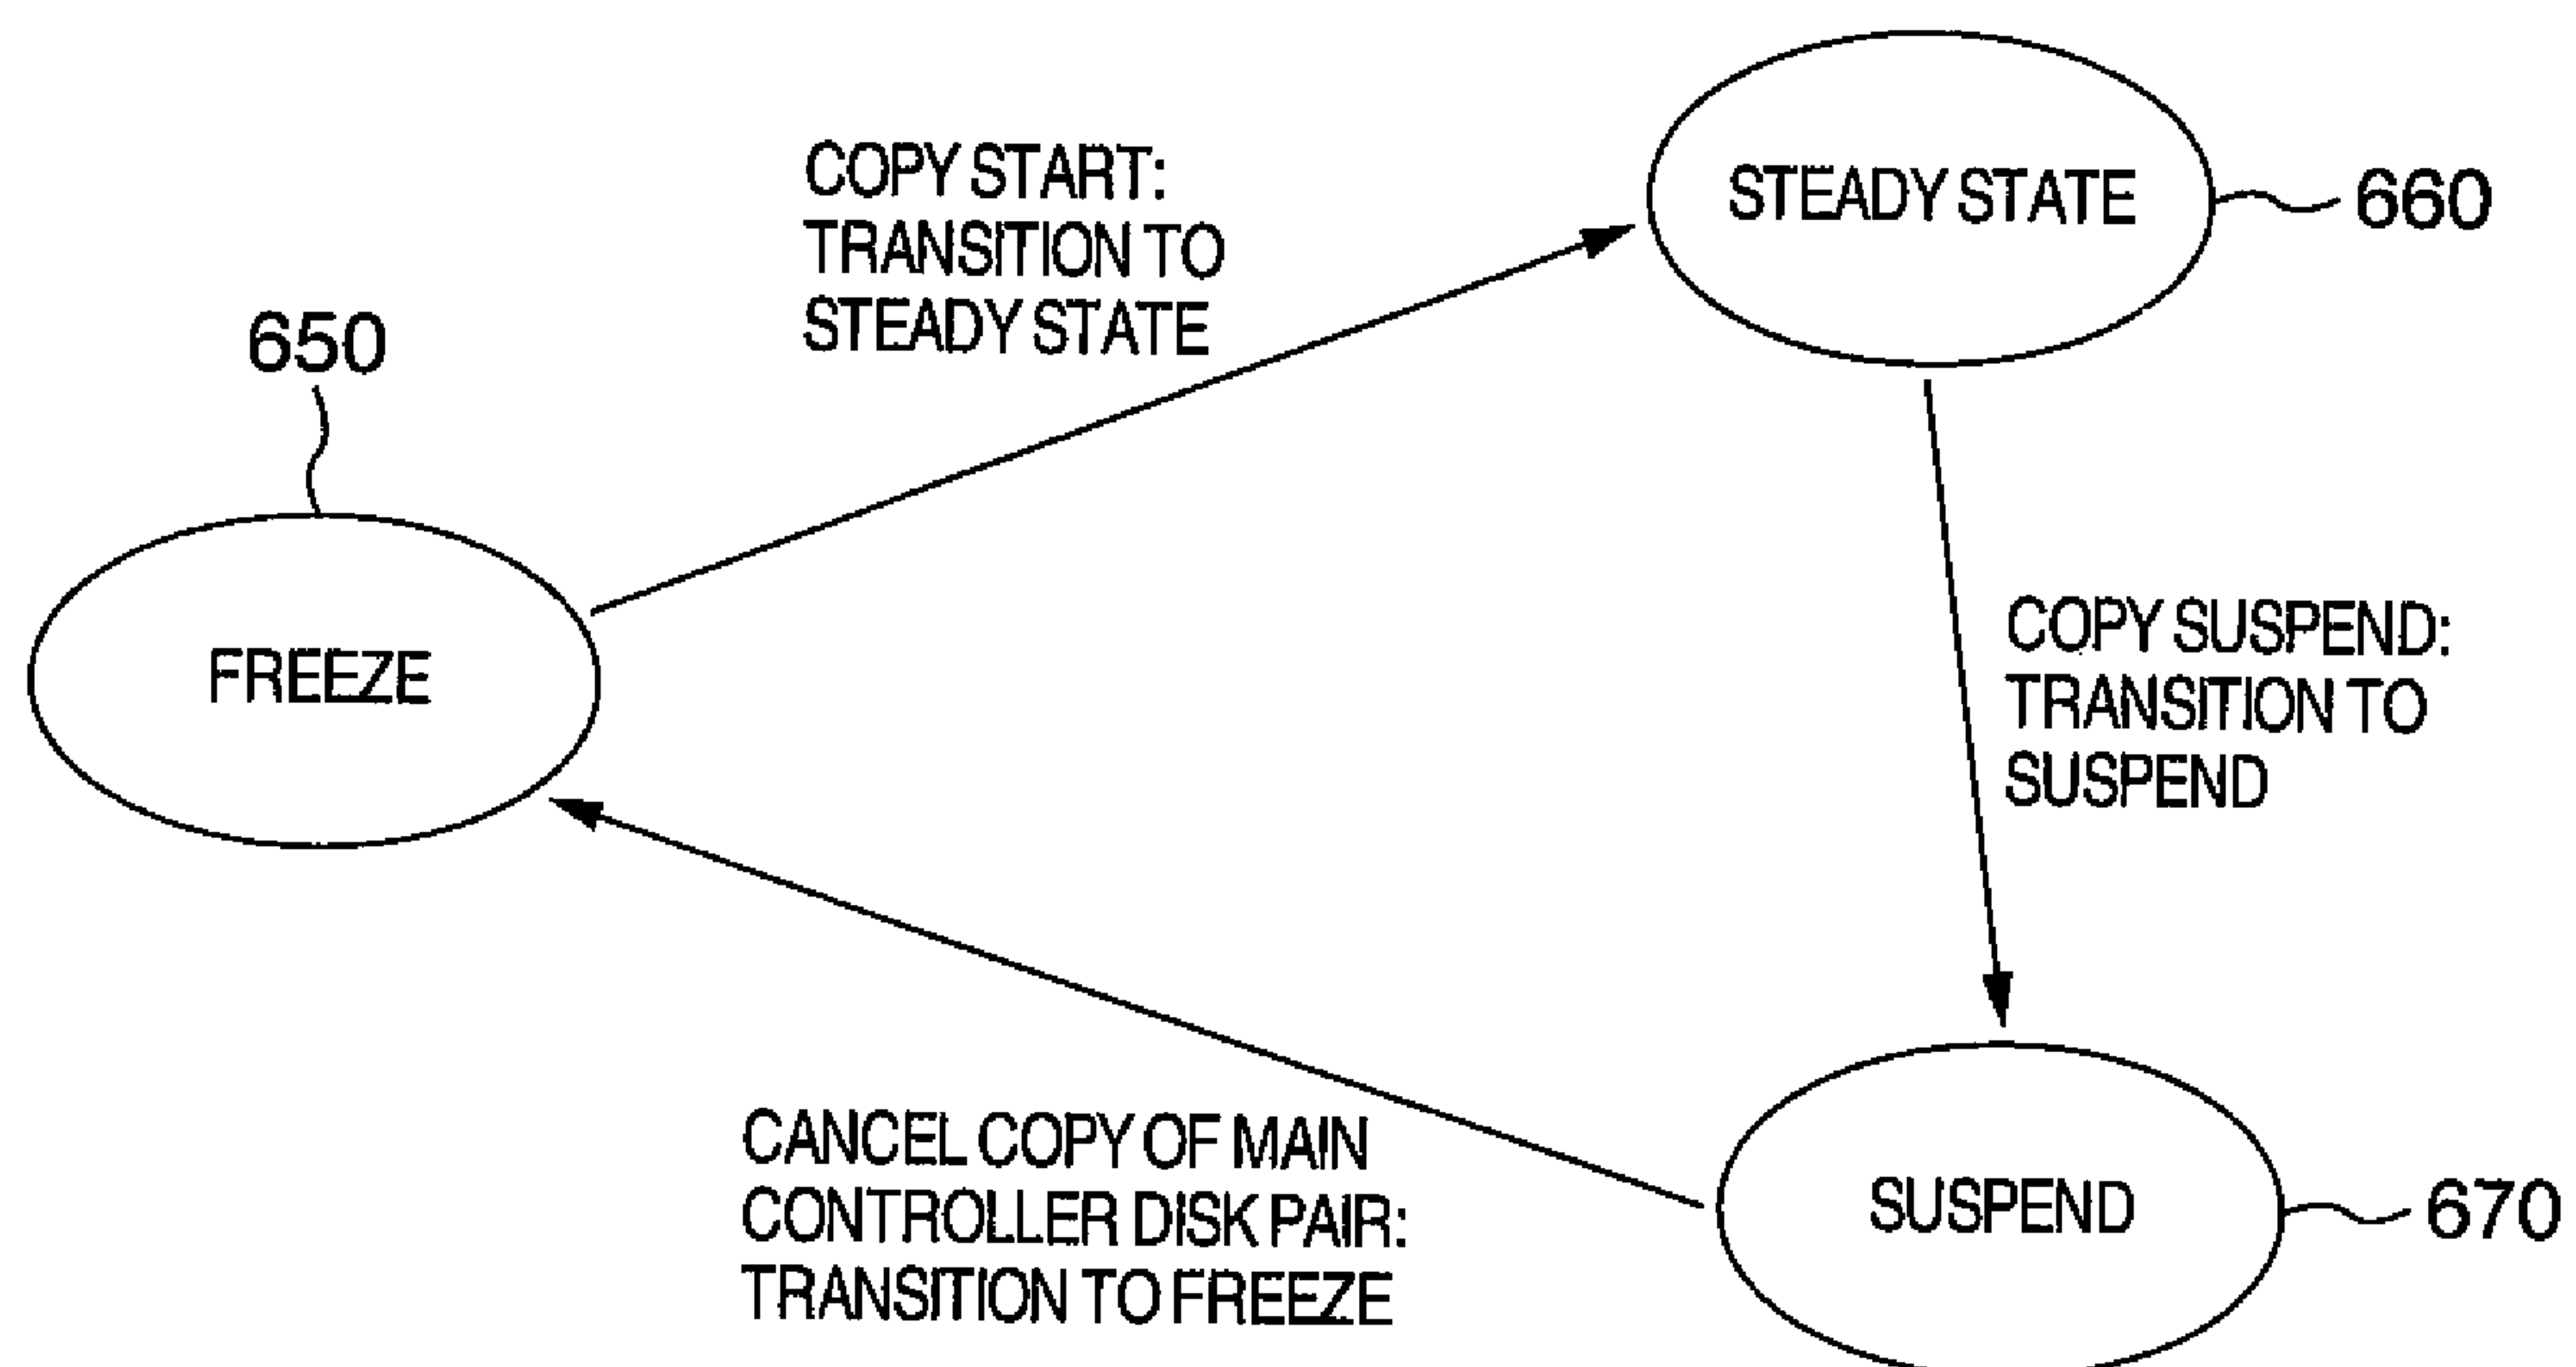 COPY START:
TRANSITION TO
STEADY STATE
STEADY STATE
660
650
FREEZE
COPY SUSPEND:
TRANSITION TO
SUSPEND
CANCEL COPY OF MAIN
CONTROLLER DISK PAIR:
TRANSITION TO FREEZE
SUSPEND
670